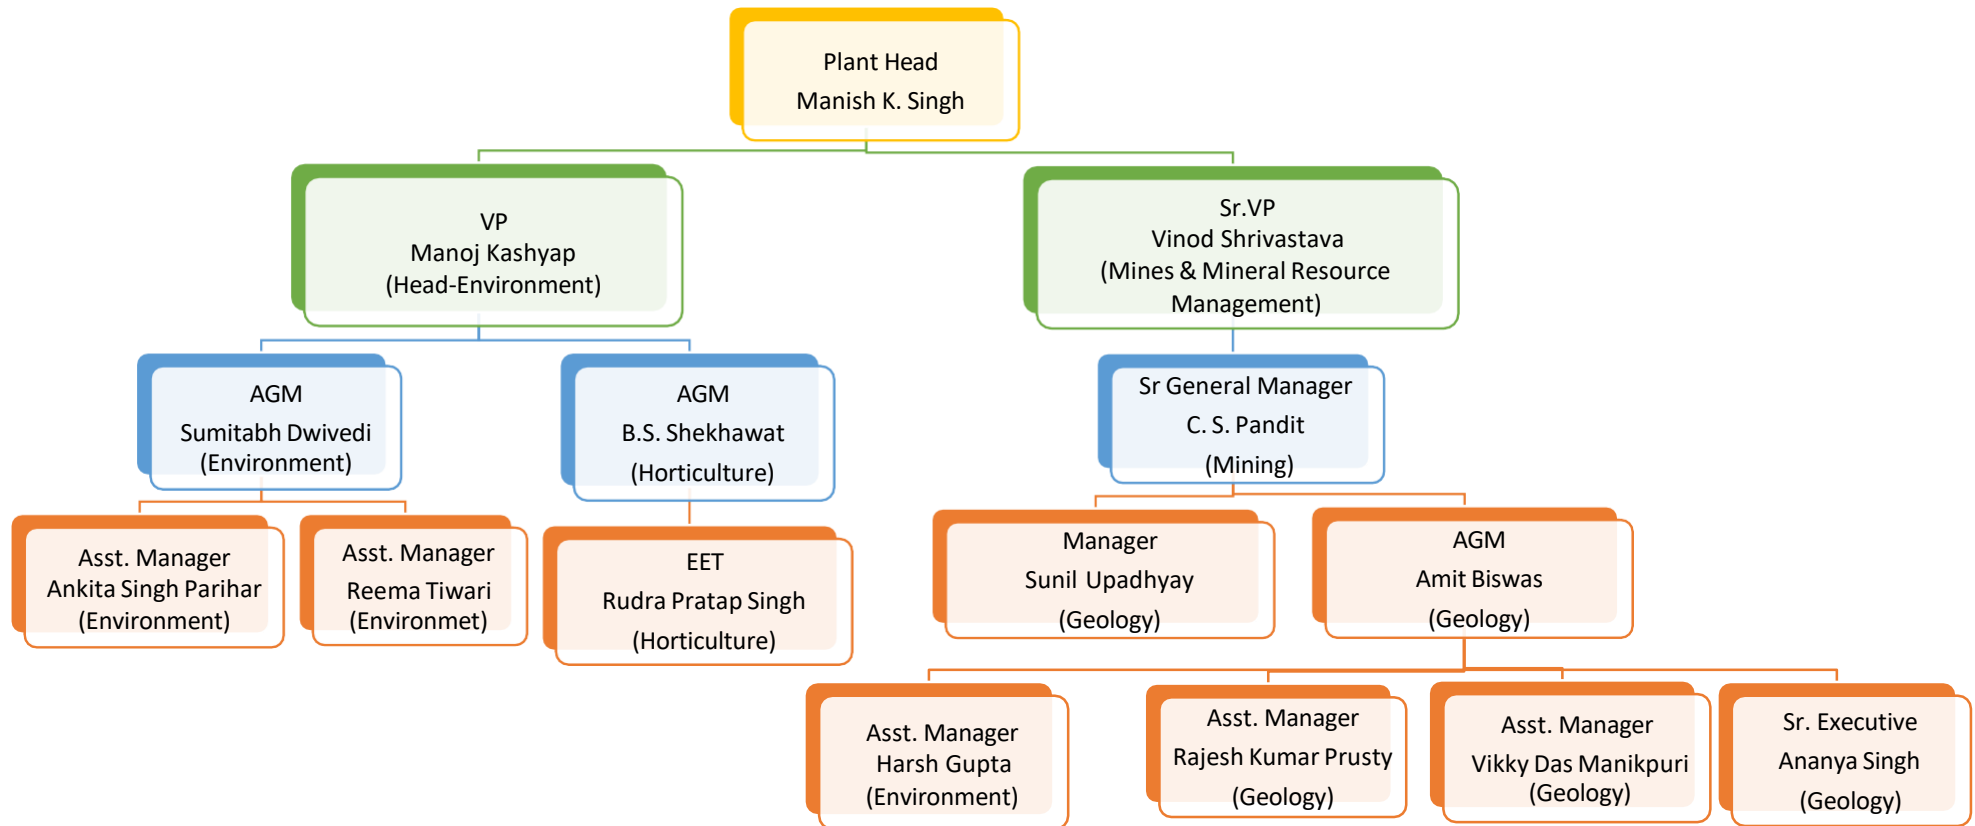 Plant Head
Manish K. Singh
VP
Manoj Kashyap
(Head-Environment)
Sr.VP
Vinod Shrivastava
(Mines & Mineral Resource
Management)
AGM
Sumitabh Dwivedi
(Environment)
AGM
B.S. Shekhawat
(Horticulture)
Sr General Manager
C. S. Pandit
(Mining)
Asst. Manager
Ankita Singh Parihar
(Environment)
Asst. Manager
Reema Tiwari
(Environmet)
EET
Rudra Pratap Singh
(Horticulture)
Manager
Sunil Upadhyay
(Geology)
AGM
Amit Biswas
(Geology)
Asst. Manager
Harsh Gupta
(Environment)
Asst. Manager
Rajesh Kumar Prusty
(Geology)
Asst. Manager
Vikky Das Manikpuri
(Geology)
Sr. Executive
Ananya Singh
(Geology)